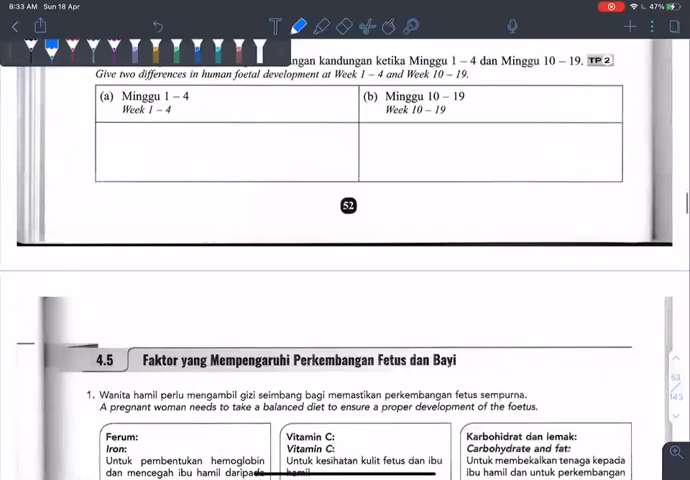 8:33 AM Sun 18 Apr
47%
kandungan ketika Minggu 1 – 4 dan Minggu 10 – 19. TP 2
Give two differences in human foetal development at Week 1 – 4 and Week 10 – 19.
(a) Minggu 1 – 4
Week 1 – 4
(b) Minggu 10 – 19
Week 10 – 19
52
4.5 Faktor yang Mempengaruhi Perkembangan Fetus dan Bayi
1. Wanita hamil perlu mengambil gizi seimbang bagi memastikan perkembangan fetus sempurna.
A pregnant woman needs to take a balanced diet to ensure a proper development of the foetus.
Ferum:
Iron:
Untuk pembentukan hemoglobin
dan mencegah ibu hamil daripada
Vitamin C:
Vitamin C:
Untuk kesihatan kulit fetus dan ibu
hamil
Karbohidrat dan lemak:
Carbohydrate and fat:
Untuk membekalkan tenaga kepada
ibu hamil dan untuk perkembangan
53
143